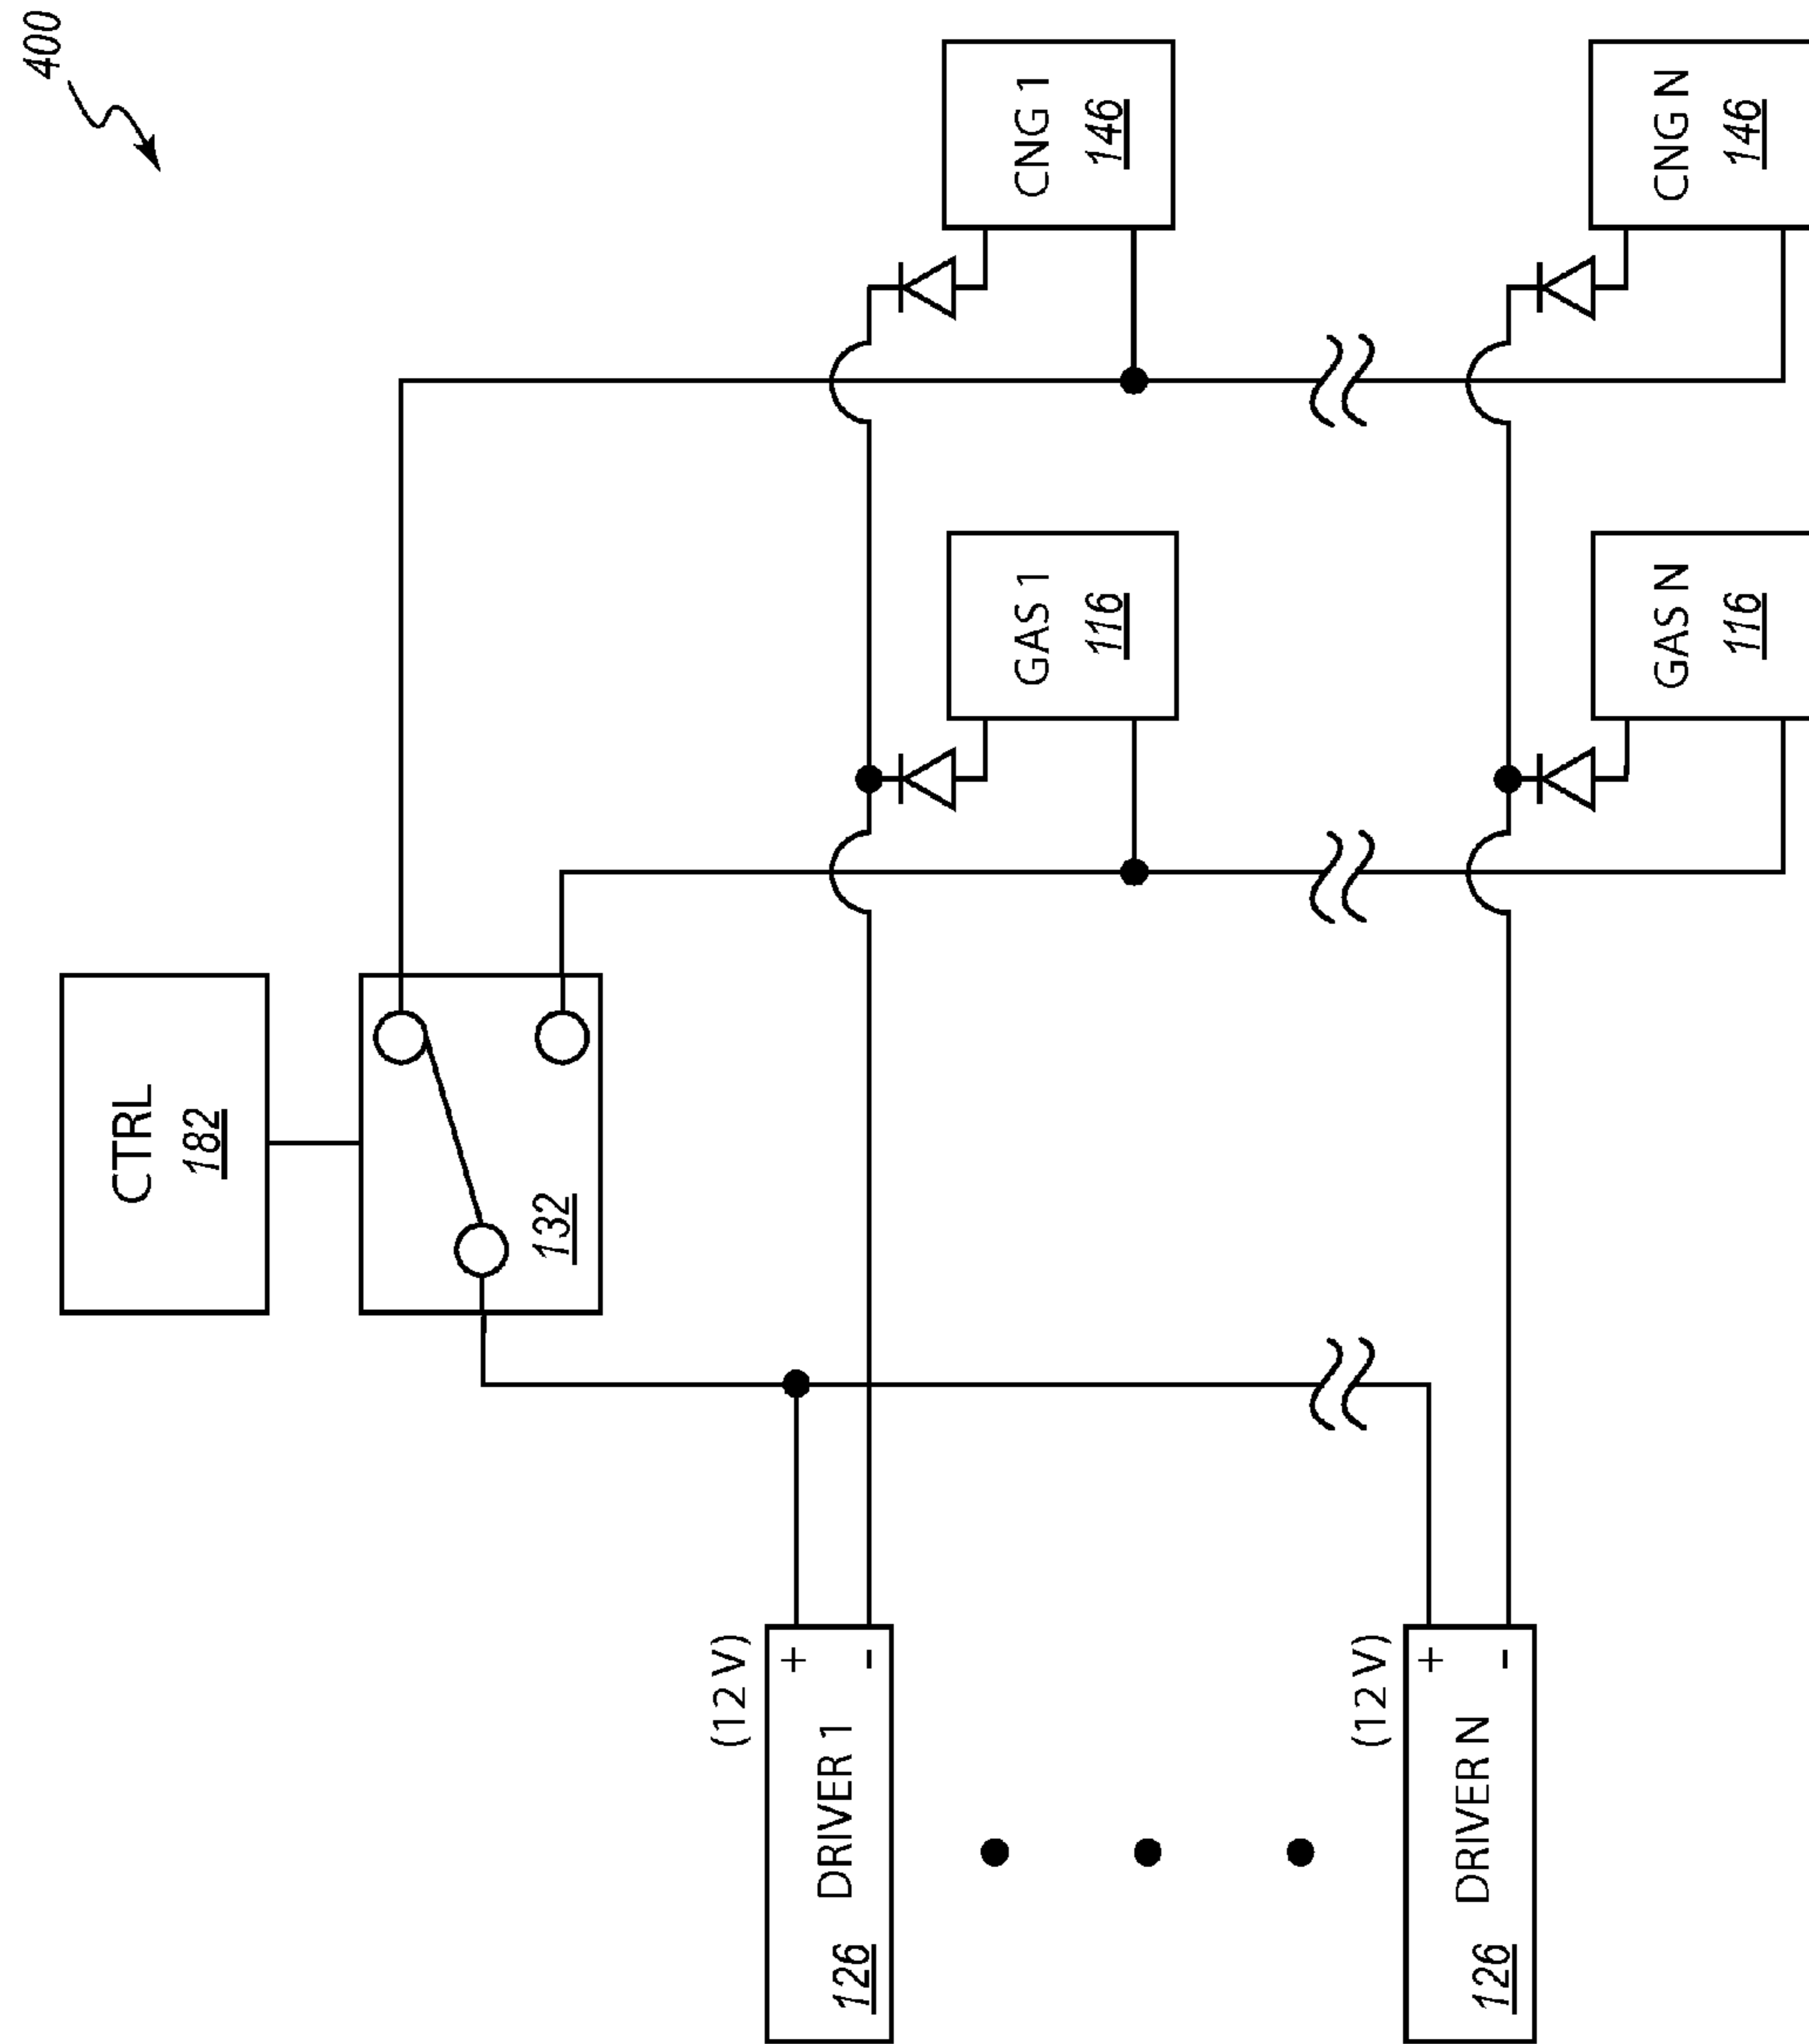 400
CTRL
182
132
(12 V)
+
-
DRIVER 1
126
(12 V)
+
-
DRIVER N
126
GAS 1
116
GAS N
116
CNG 1
146
CNG N
146